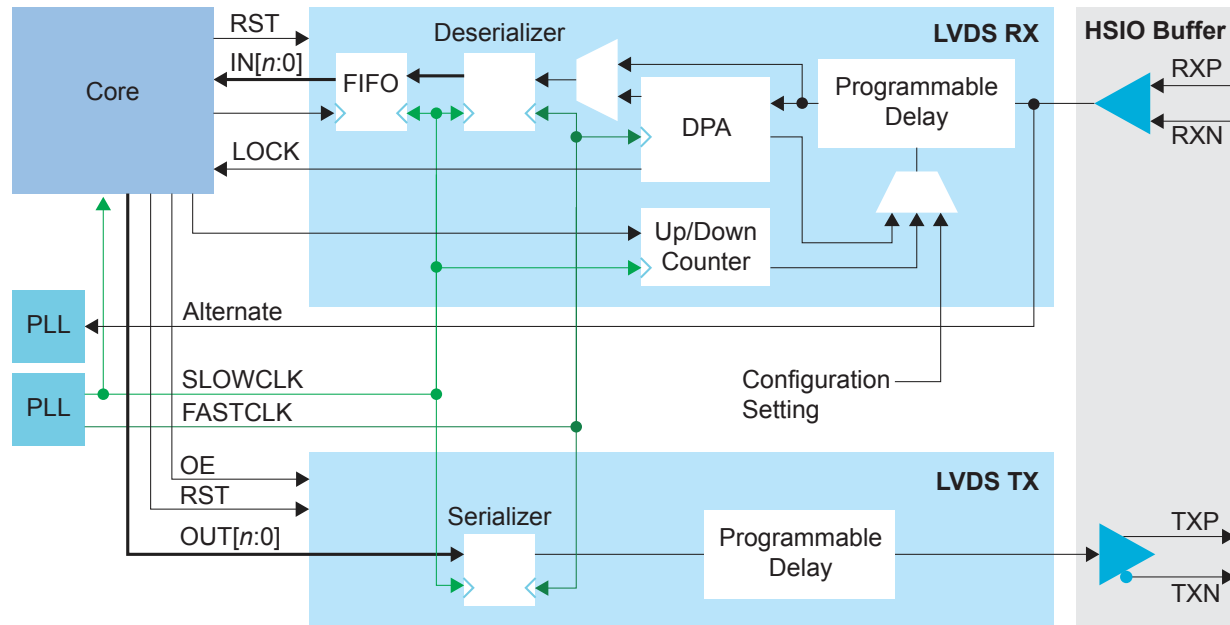 RST
Deserializer
LVDS RX
HSIO Buffer
IN[n:0]
Core
FIFO
DPA
Programmable
Delay
RXP
RXN
LOCK
Up/Down
Counter
PLL
Alternate
PLL
SLOWCLK
FASTCLK
Configuration
Setting
OE
RST
OUT[n:0]
Serializer
LVDS TX
Programmable
Delay
TXP
TXN